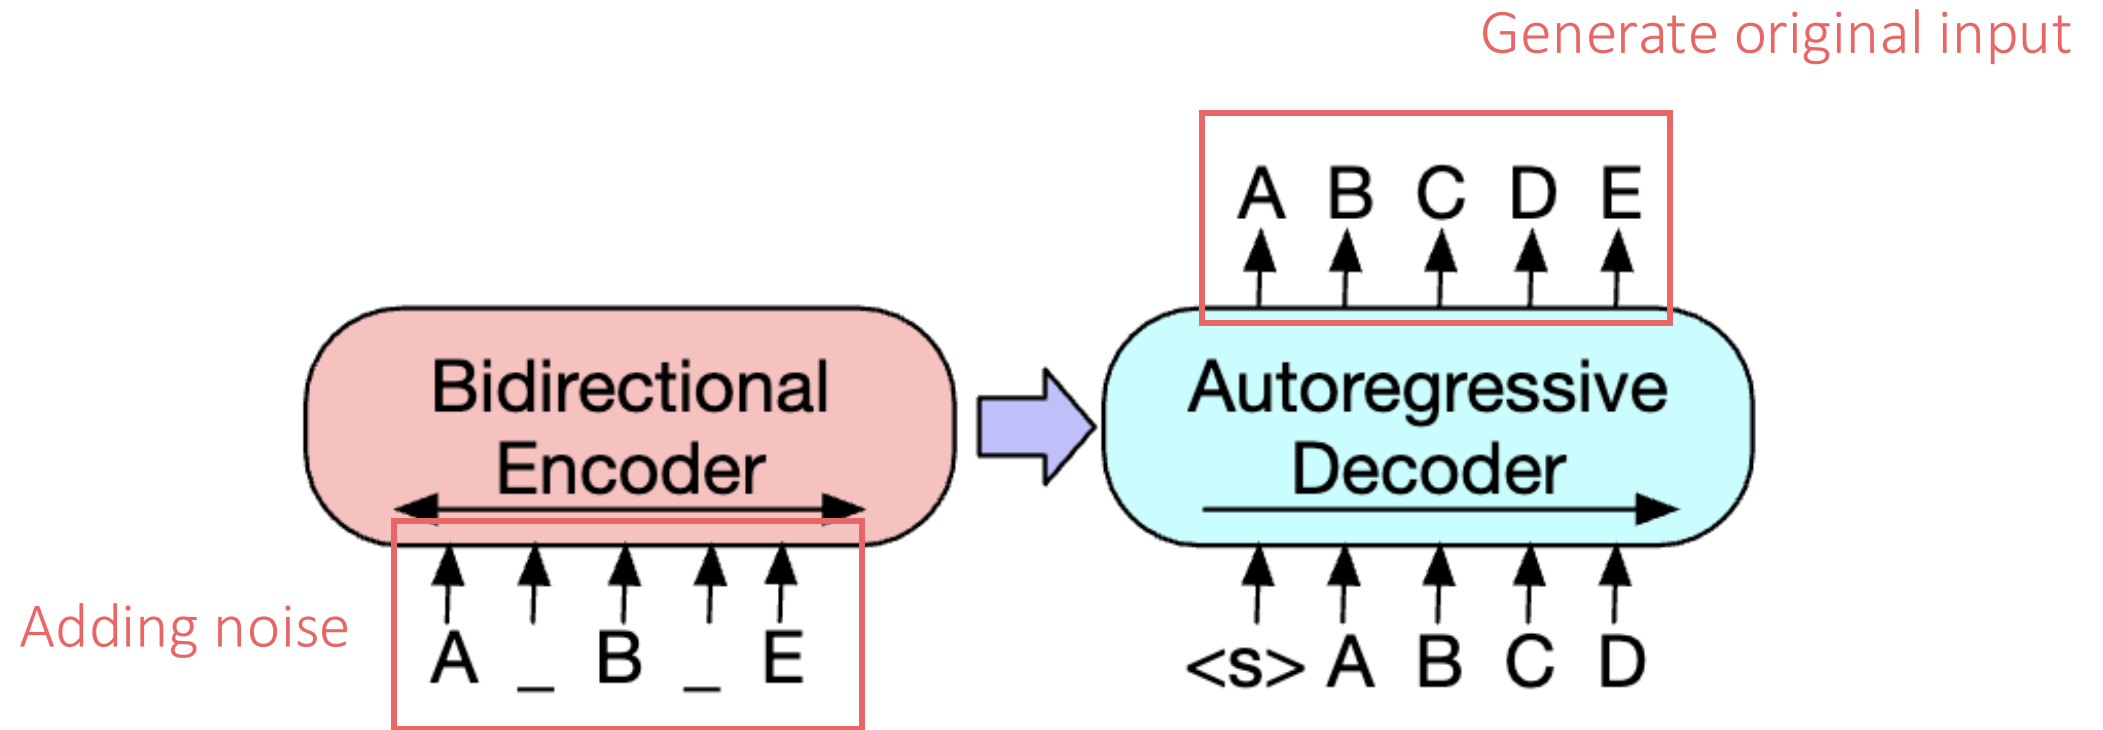 Generate original input
A B C D E
Bidirectional
Encoder
Autoregressive
Decoder
Adding noise
A _ B _ E
<s> A B C D